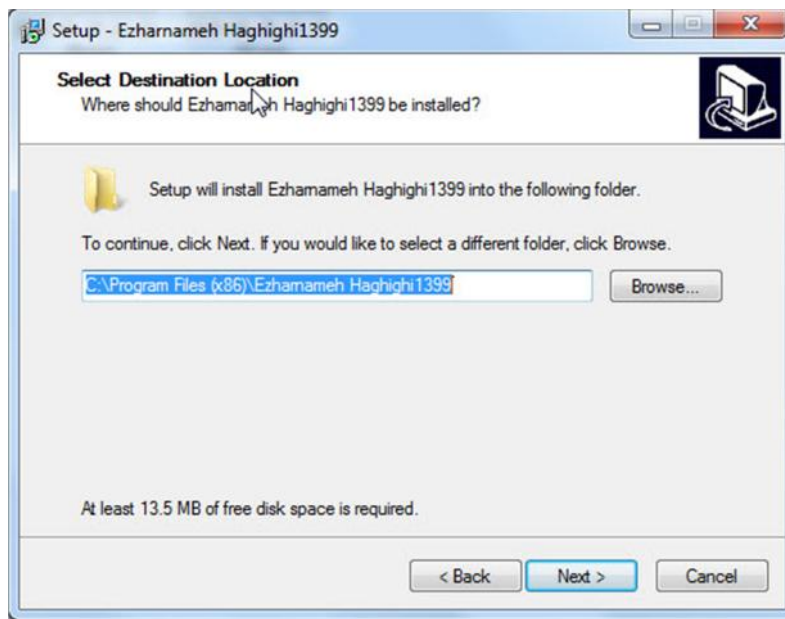 Setup - Ezharnameh Haghighi1399
Select Destination Location
Where should Ezharnameh Haghighi1399 be installed?
Setup will install Ezharnameh Haghighi1399 into the following folder.
To continue, click Next. If you would like to select a different folder, click Browse.
C:\Program Files (x86)\Ezharnameh Haghighi1399
Browse...
At least 13.5 MB of free disk space is required.
< Back
Next >
Cancel